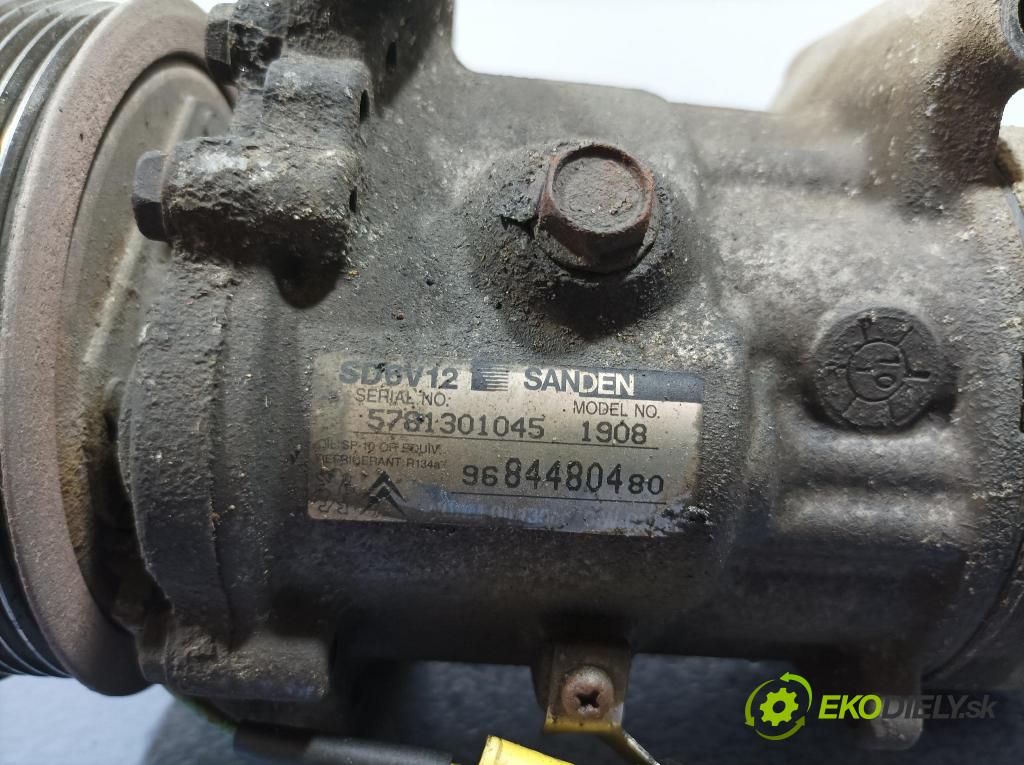 SD6V12 SANDEN
SERIAL NO. MODEL NO.
5781301045 1908
OIL: SP-10 OR EQUIV.
REFRIGERANT: R134a
9684480480
EKODIELY.sk